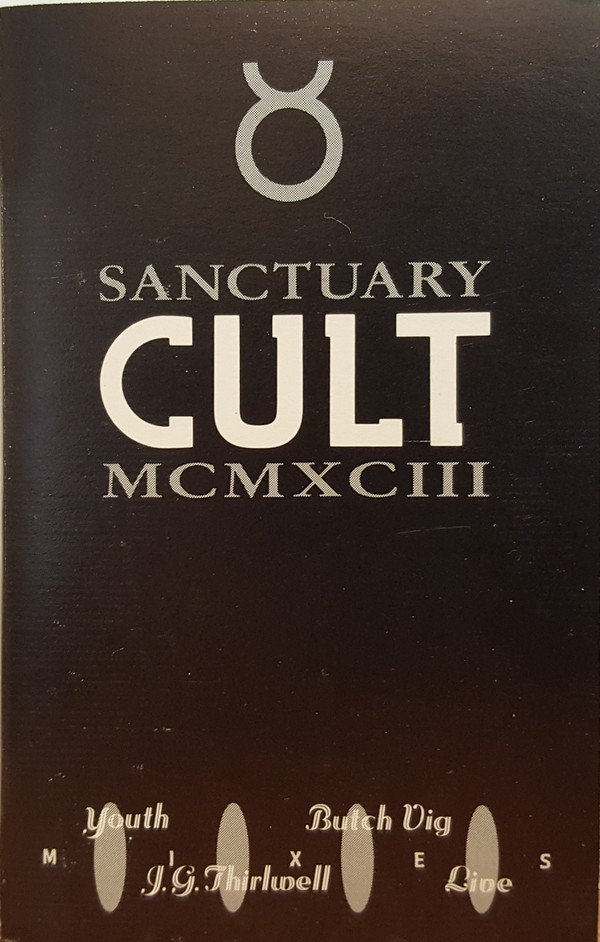 SANCTUARY
CULT
MCMXCIII
Youth Butch Vig
M I X E S
J.G.Thirlwell Live